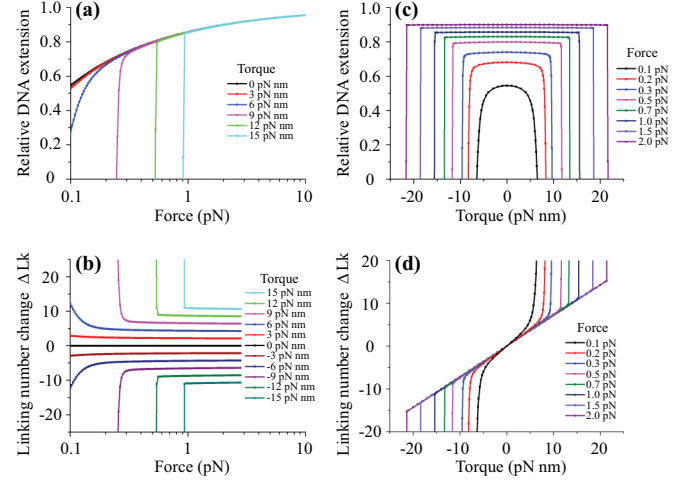 (a)
Relative DNA extension
1.0
0.8
0.6
0.4
0.2
0
Torque
0 pN nm
3 pN nm
6 pN nm
9 pN nm
12 pN nm
15 pN nm
0.1
1
10
Force (pN)
(c)
Relative DNA extension
1.0
0.8
0.6
0.4
0.2
0
Force
0.1 pN
0.2 pN
0.3 pN
0.5 pN
0.7 pN
1.0 pN
1.5 pN
2.0 pN
-20
-10
0
10
20
Torque (pN nm)
(b)
Linking number change Δ Lk
20
10
0
-10
-20
Torque
15 pN nm
12 pN nm
9 pN nm
6 pN nm
3 pN nm
0 pN nm
-3 pN nm
-6 pN nm
-9 pN nm
-12 pN nm
-15 pN nm
0.1
1
10
Force (pN)
(d)
Linking number change Δ Lk
20
10
0
-10
-20
Force
0.1 pN
0.2 pN
0.3 pN
0.5 pN
0.7 pN
1.0 pN
1.5 pN
2.0 pN
-20
-10
0
10
20
Torque (pN nm)